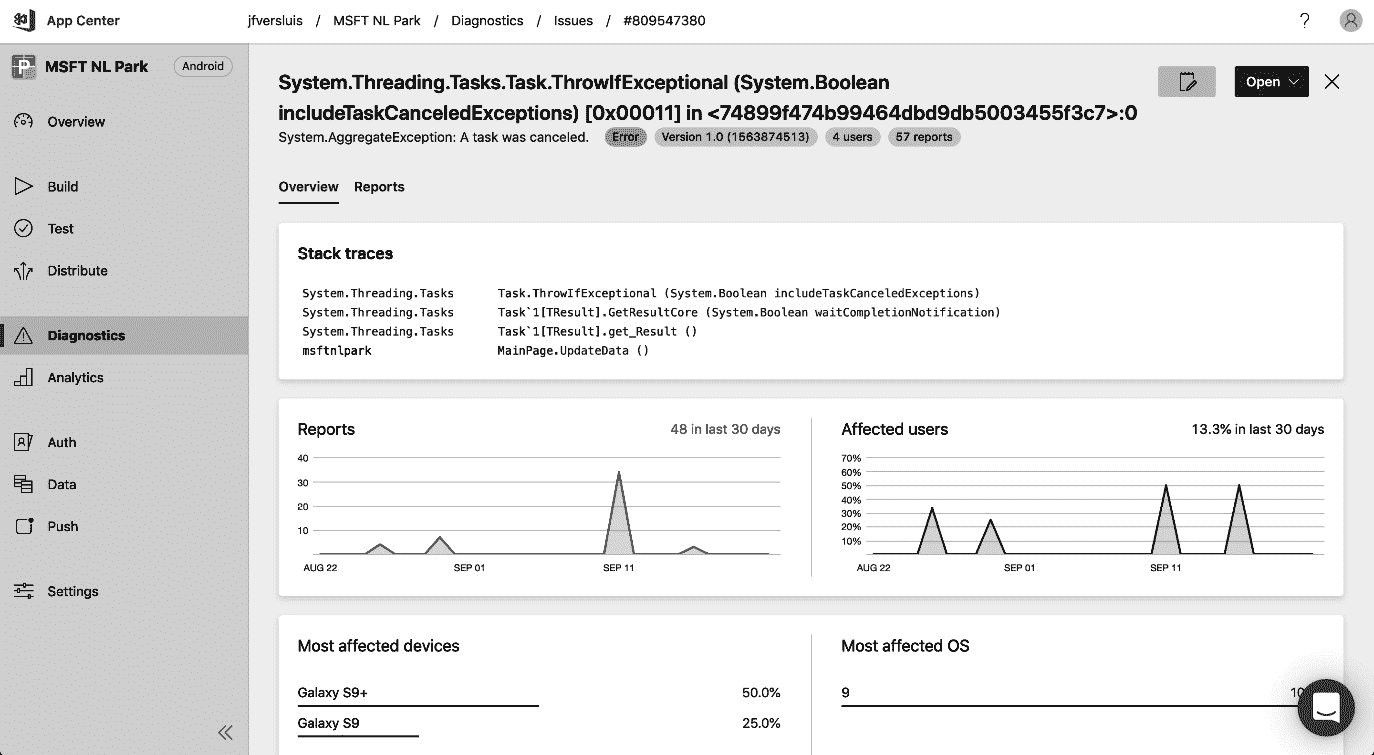 App Center
jfversluis / MSFT NL Park / Diagnostics / Issues / #809547380
?
MSFT NL Park Android
Overview
Build
Test
Distribute
Diagnostics
Analytics
Auth
Data
Push
Settings
System.Threading.Tasks.Task.ThrowIfExceptional (System.Boolean
includeTaskCanceledExceptions) [0x00011] in <74899f474b99464dbd9db5003455f3c7>:0
Open
System.AggregateException: A task was canceled. Error Version 1.0 (1563874513) 4 users 57 reports
Overview Reports
Stack traces
System.Threading.Tasks Task.ThrowIfExceptional (System.Boolean includeTaskCanceledExceptions)
System.Threading.Tasks Task`1[TResult].GetResultCore (System.Boolean waitCompletionNotification)
System.Threading.Tasks Task`1[TResult].get_Result ()
msftnlpark MainPage.UpdateData ()
Reports 48 in last 30 days
40
30
20
10
AUG 22 SEP 01 SEP 11
Affected users 13.3% in last 30 days
70%
60%
50%
40%
30%
20%
10%
AUG 22 SEP 01 SEP 11
Most affected devices
Galaxy S9+ 50.0%
Galaxy S9 25.0%
Most affected OS
9